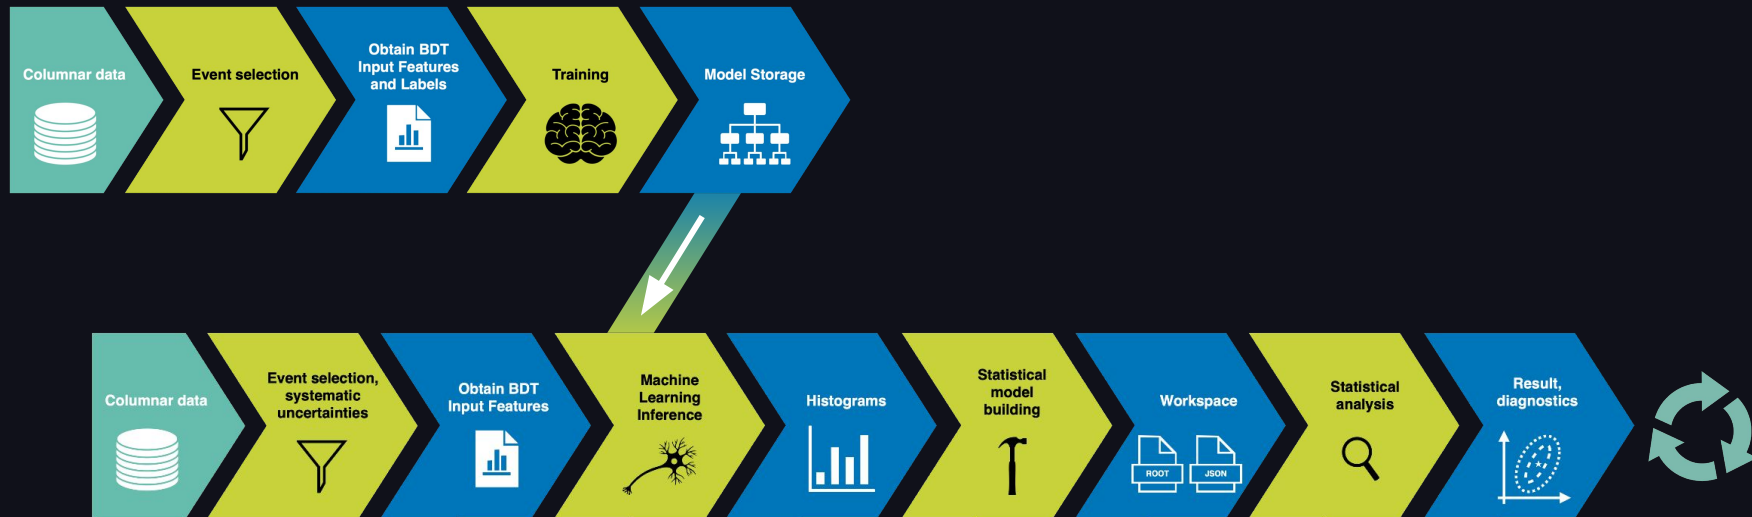 Columnar data
Event selection
Obtain BDT
Input Features
and Labels
Training
Model Storage
Columnar data
Event selection,
systematic
uncertainties
Obtain BDT
Input Features
Machine
Learning
Inference
Histograms
Statistical
model
building
Workspace
ROOT
JSON
Statistical
analysis
Result,
diagnostics